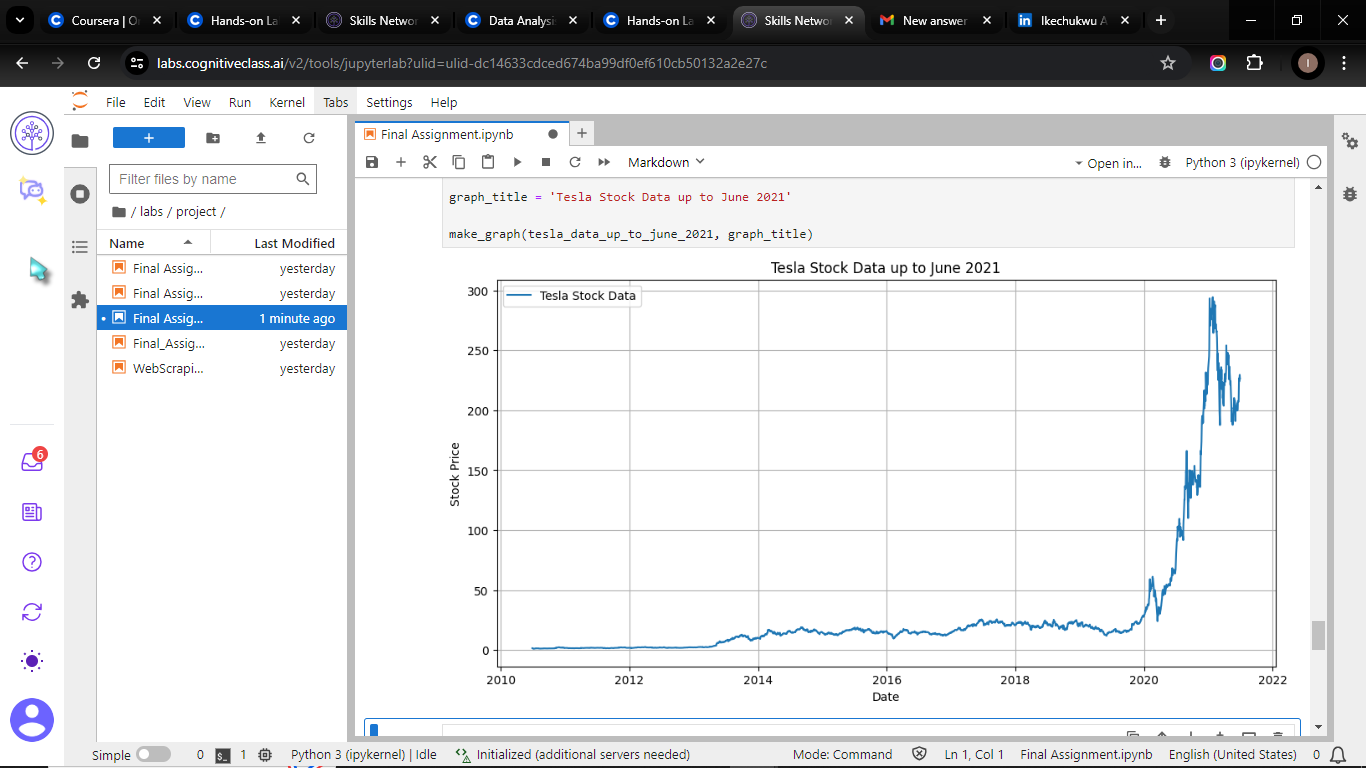 Coursera | On
Hands-on La
Skills Netwo
Data Analysi
Hands-on La
Skills Netwo
New answer
Ikechukwu A
labs.cognitiveclass.ai/v2/tools/jupyterlab?ulid=ulid-dc14633cdced674ba99df0ef610cb50132a2e27c
I
File Edit View Run Kernel Tabs Settings Help
Final Assignment.ipynb
Markdown
Open in...
Python 3 (ipykernel)
Filter files by name
/ labs / project /
Name Last Modified
Final Assig... yesterday
Final Assig... yesterday
Final Assig... 1 minute ago
Final_Assig... yesterday
WebScrapi... yesterday
6
graph_title = 'Tesla Stock Data up to June 2021'
make_graph(tesla_data_up_to_june_2021, graph_title)
Tesla Stock Data up to June 2021
Tesla Stock Data
300
250
200
150
100
50
0
Stock Price
2010 2012 2014 2016 2018 2020 2022
Date
Simple 0 1 Python 3 (ipykernel) | Idle Initialized (additional servers needed) Mode: Command Ln 1, Col 1 Final Assignment.ipynb English (United States) 0